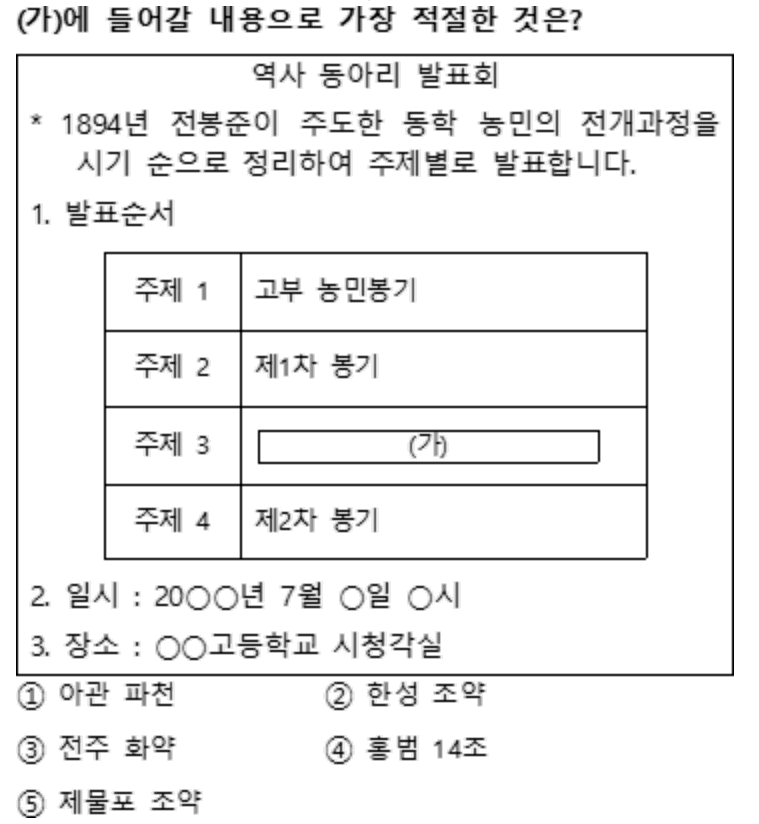 (가)에 들어갈 내용으로 가장 적절한 것은?
역사 동아리 발표회
* 1894년 전봉준이 주도한 동학 농민의 전개과정을
시기 순으로 정리하여 주제별로 발표합니다.
1. 발표순서
주제 1 고부 농민봉기
주제 2 제1차 봉기
주제 3 (가)
주제 4 제2차 봉기
2. 일시 : 20○○년 7월 ○일 ○시
3. 장소 : ○○고등학교 시청각실
① 아관 파천 ② 한성 조약
③ 전주 화약 ④ 홍범 14조
⑤ 제물포 조약